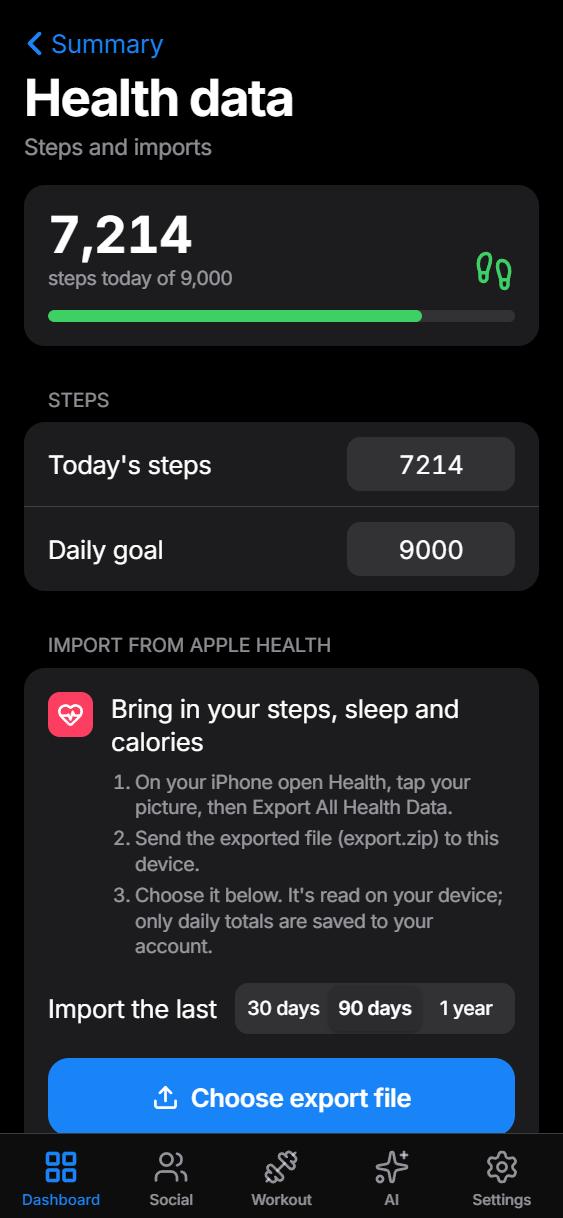 Summary
Health data
Steps and imports
7,214
steps today of 9,000
STEPS
Today's steps 7214
Daily goal 9000
IMPORT FROM APPLE HEALTH
Bring in your steps, sleep and
calories
1. On your iPhone open Health, tap your
picture, then Export All Health Data.
2. Send the exported file (export.zip) to this
device.
3. Choose it below. It's read on your device;
only daily totals are saved to your
account.
Import the last 30 days 90 days 1 year
Choose export file
Dashboard Social Workout AI Settings